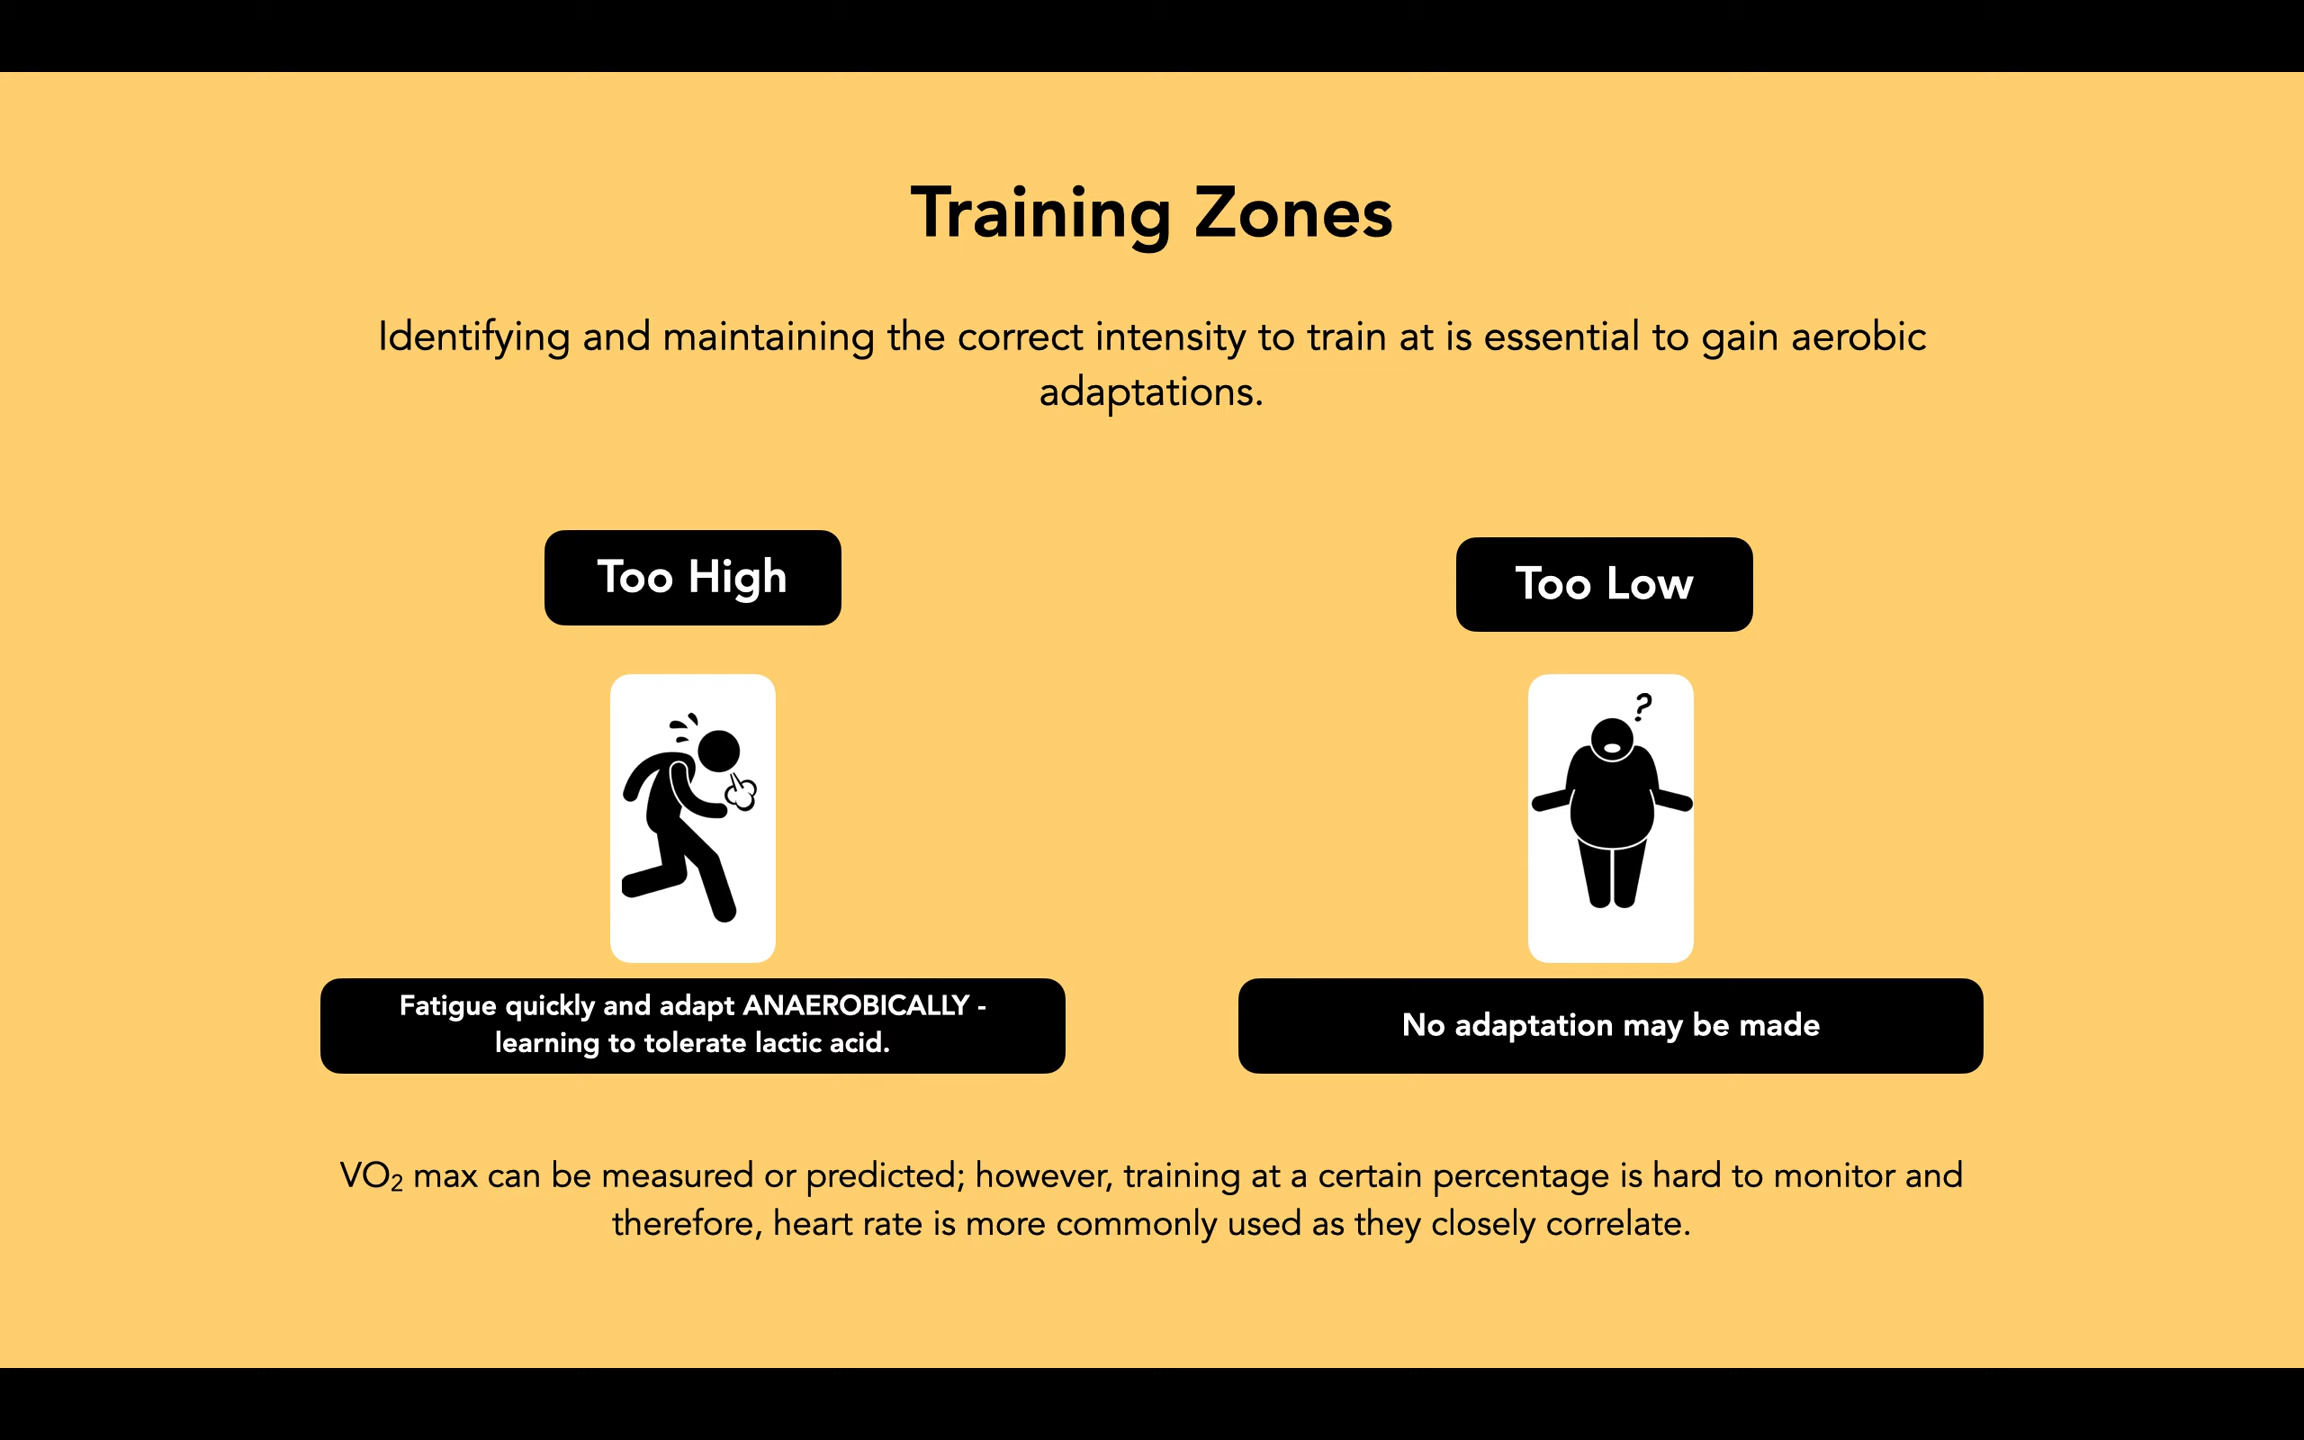 Training Zones
Identifying and maintaining the correct intensity to train at is essential to gain aerobic
adaptations.
Too High
Too Low
?
Fatigue quickly and adapt ANAEROBICALLY -
learning to tolerate lactic acid.
No adaptation may be made
VO₂ max can be measured or predicted; however, training at a certain percentage is hard to monitor and
therefore, heart rate is more commonly used as they closely correlate.